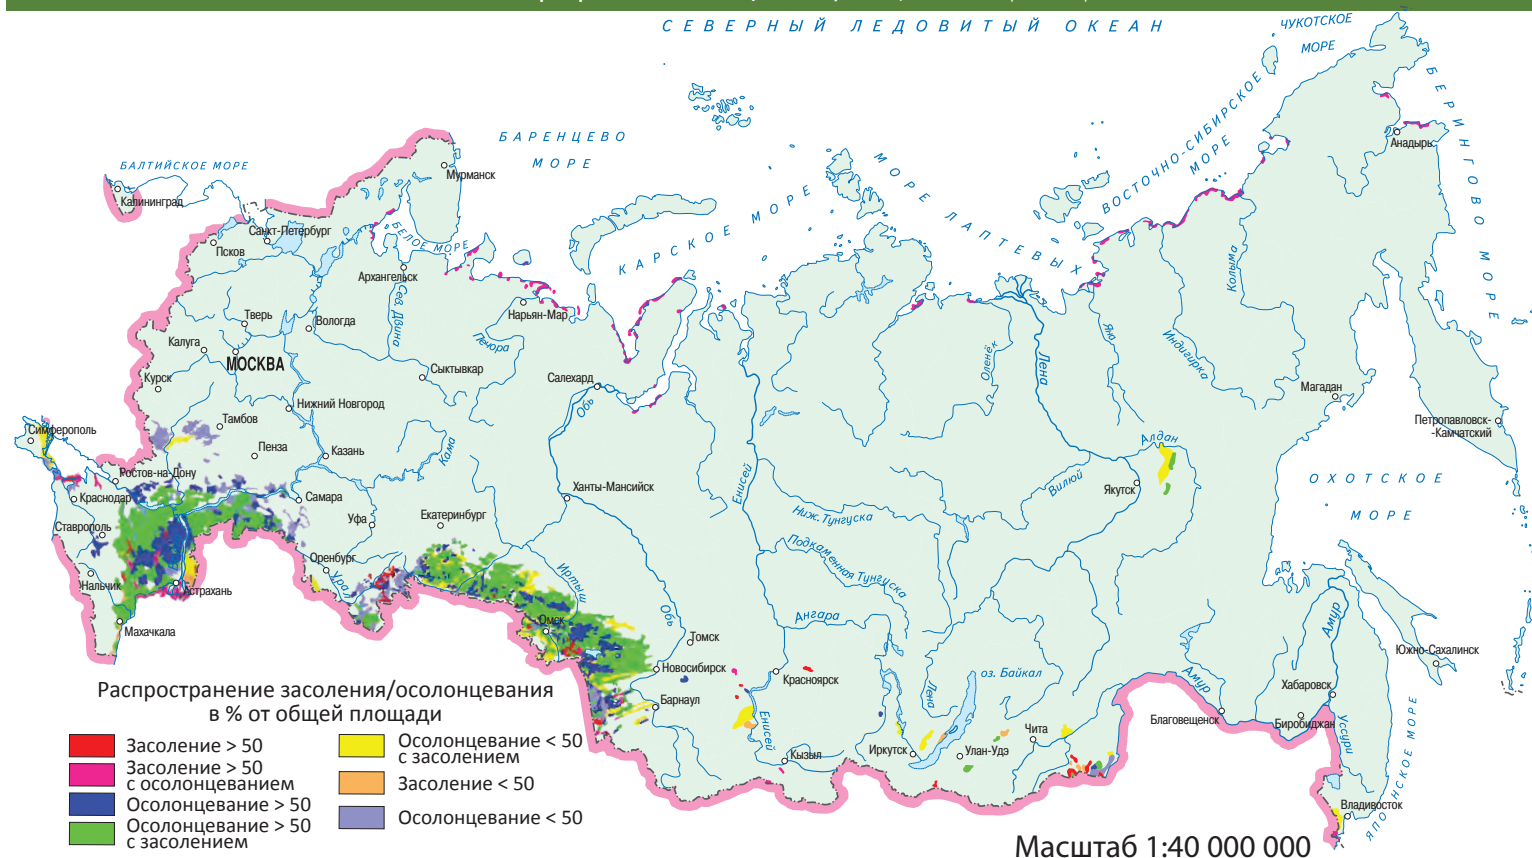 СЕВЕРНЫЙ ЛЕДОВИТЫЙ ОКЕАН
ЧУКОТСКОЕ
МОРЕ
БЕРИНГОВО МОРЕ
БАРЕНЦЕВО
МОРЕ
ВОСТОЧНО-СИБИРСКОЕ
МОРЕ
Анадырь
БАЛТИЙСКОЕ МОРЕ
Мурманск
МОРЕ ЛАПТЕВЫХ
КАРСКОЕ МОРЕ
Калининград
Санкт-Петербург
БЕЛОЕ МОРЕ
Псков
Архангельск
Сев. Двина
Колыма
Нарьян-Мар
Тверь
Вологда
Печора
Калуга
МОСКВА
Яна
Индигирка
Оленёк
Лена
Сыктывкар
Курск
Салехард
Обь
Магадан
Нижний Новгород
Тамбов
Петропавловск-
-Камчатский
Симферополь
Пенза
Казань
Кама
Алдан
Ростов-на-Дону
Енисей
Вилюй
Якутск
ОХОТСКОЕ
МОРЕ
Краснодар
Самара
Ханты-Мансийск
Ставрополь
Уфа
Екатеринбург
Ниж. Тунгуска
Подкаменная Тунгуска
Оренбург
Урал
Иртыш
Нальчик
Астрахань
Обь
Ангара
Амур
Махачкала
Омск
Томск
Южно-Сахалинск
Новосибирск
Красноярск
оз. Байкал
Лена
Амур
Хабаровск
Барнаул
Енисей
Благовещенск
Биробиджан
Уссури
Чита
Иркутск
Улан-Удэ
Кызыл
ЯПОНСКОЕ МОРЕ
Владивосток
Распространение засоления/осолонцевания
в % от общей площади
Засоление > 50
Засоление > 50
с осолонцеванием
Осолонцевание > 50
Осолонцевание > 50
с засолением
Осолонцевание < 50
с засолением
Засоление < 50
Осолонцевание < 50
Масштаб 1:40 000 000